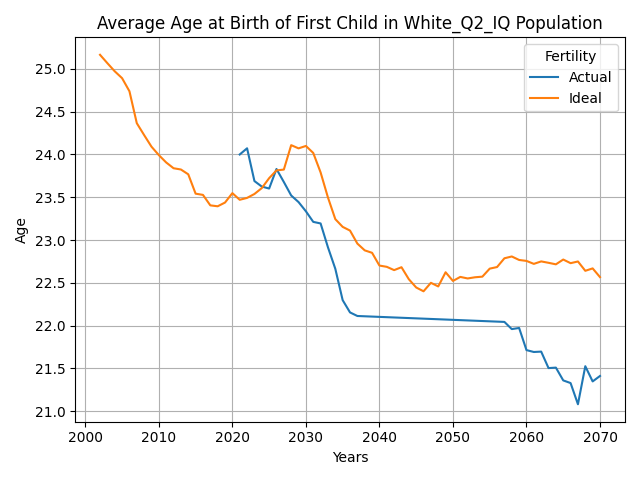 Average Age at Birth of First Child in White_Q2_IQ Population
Fertility
Actual
Ideal
Age
25.0
24.5
24.0
23.5
23.0
22.5
22.0
21.5
21.0
2000 2010 2020 2030 2040 2050 2060 2070
Years